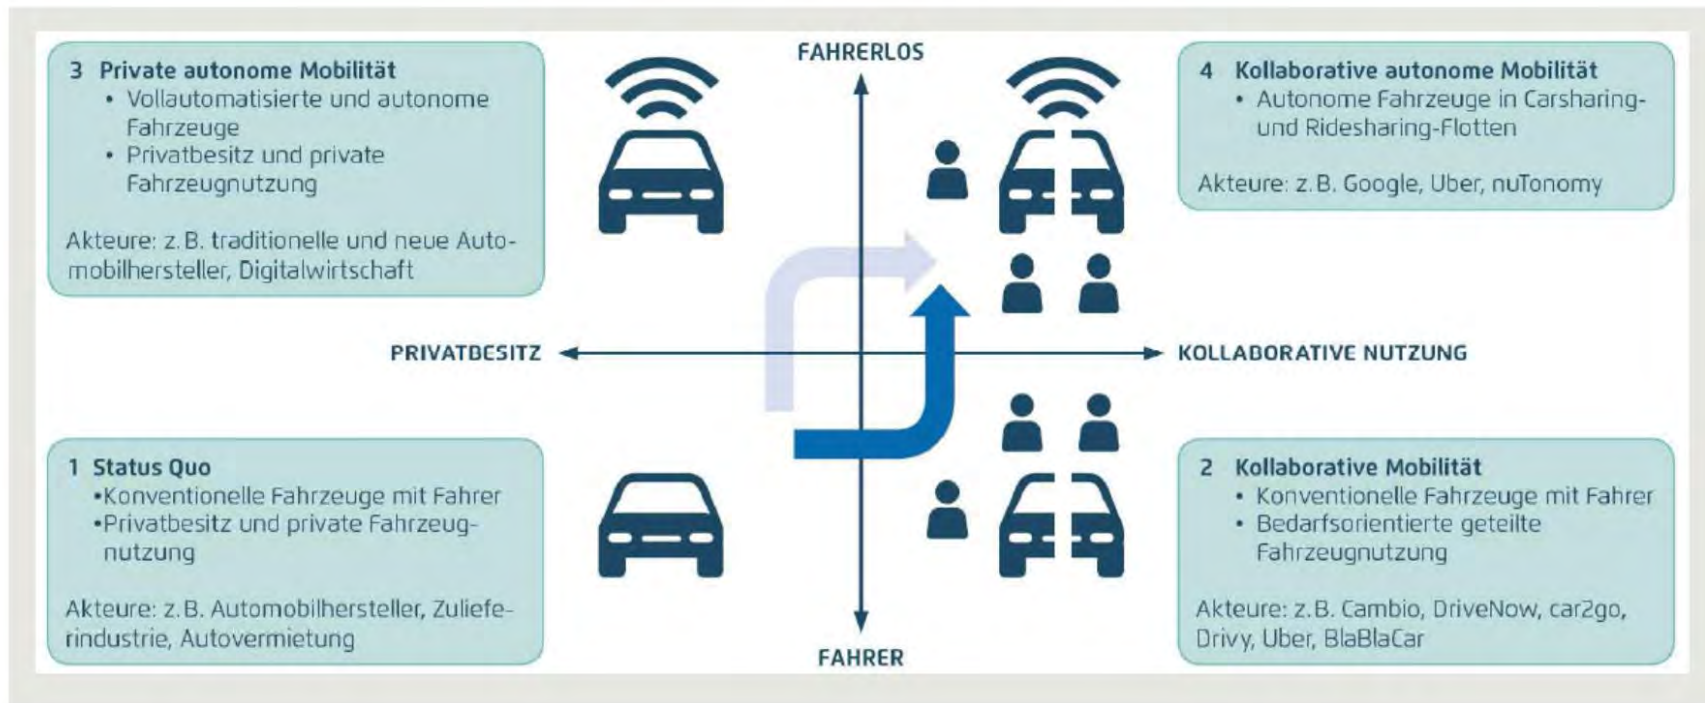 FAHRERLOS
3 Private autonome Mobilität
• Vollautomatisierte und autonome
Fahrzeuge
• Privatbesitz und private
Fahrzeugnutzung
Akteure: z. B. traditionelle und neue Auto-
mobilhersteller, Digitalwirtschaft
4 Kollaborative autonome Mobilität
• Autonome Fahrzeuge in Carsharing-
und Ridesharing-Flotten
Akteure: z. B. Google, Uber, nuTonomy
PRIVATBESITZ
KOLLABORATIVE NUTZUNG
1 Status Quo
•Konventionelle Fahrzeuge mit Fahrer
•Privatbesitz und private Fahrzeug-
nutzung
Akteure: z. B. Automobilhersteller, Zuliefe-
rindustrie, Autovermietung
2 Kollaborative Mobilität
• Konventionelle Fahrzeuge mit Fahrer
• Bedarfsorientierte geteilte
Fahrzeugnutzung
Akteure: z. B. Cambio, DriveNow, car2go,
Drivy, Uber, BlaBlaCar
FAHRER